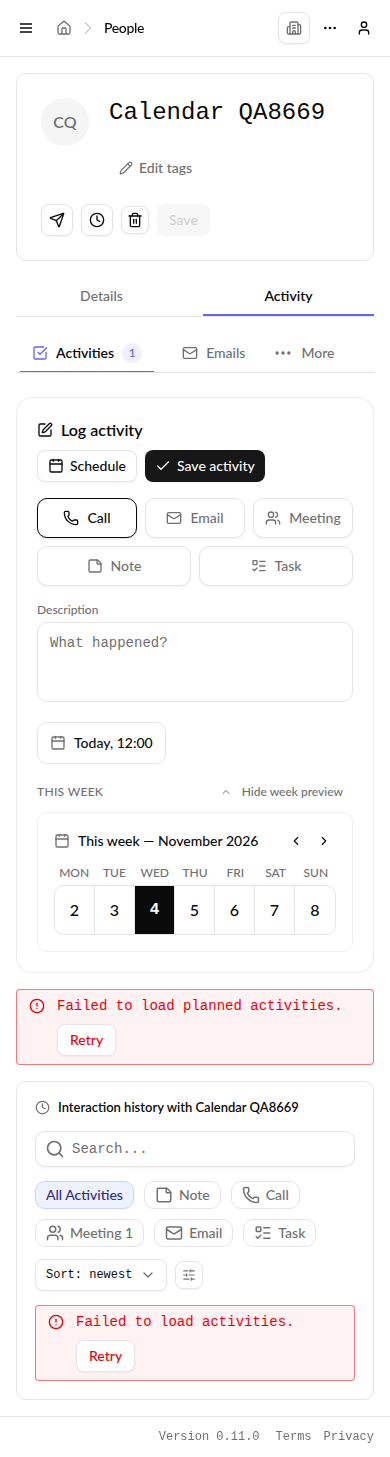 People
CQ
Calendar QA8669
Edit tags
Save
Details
Activity
Activities 1
Emails
More
Log activity
Schedule
Save activity
Call
Email
Meeting
Note
Task
Description
What happened?
Today, 12:00
THIS WEEK
Hide week preview
This week — November 2026
MON TUE WED THU FRI SAT SUN
2 3 4 5 6 7 8
Failed to load planned activities.
Retry
Interaction history with Calendar QA8669
Search...
All Activities
Note
Call
Meeting 1
Email
Task
Sort: newest
Failed to load activities.
Retry
Version 0.11.0 Terms Privacy